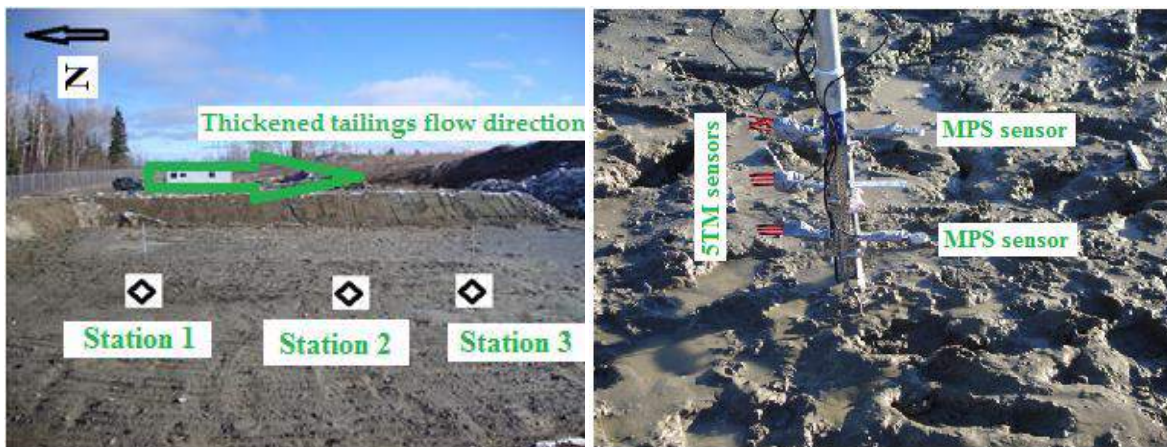 N
Thickened tailings flow direction
Station 1
Station 2
Station 3
5TM sensors
MPS sensor
MPS sensor